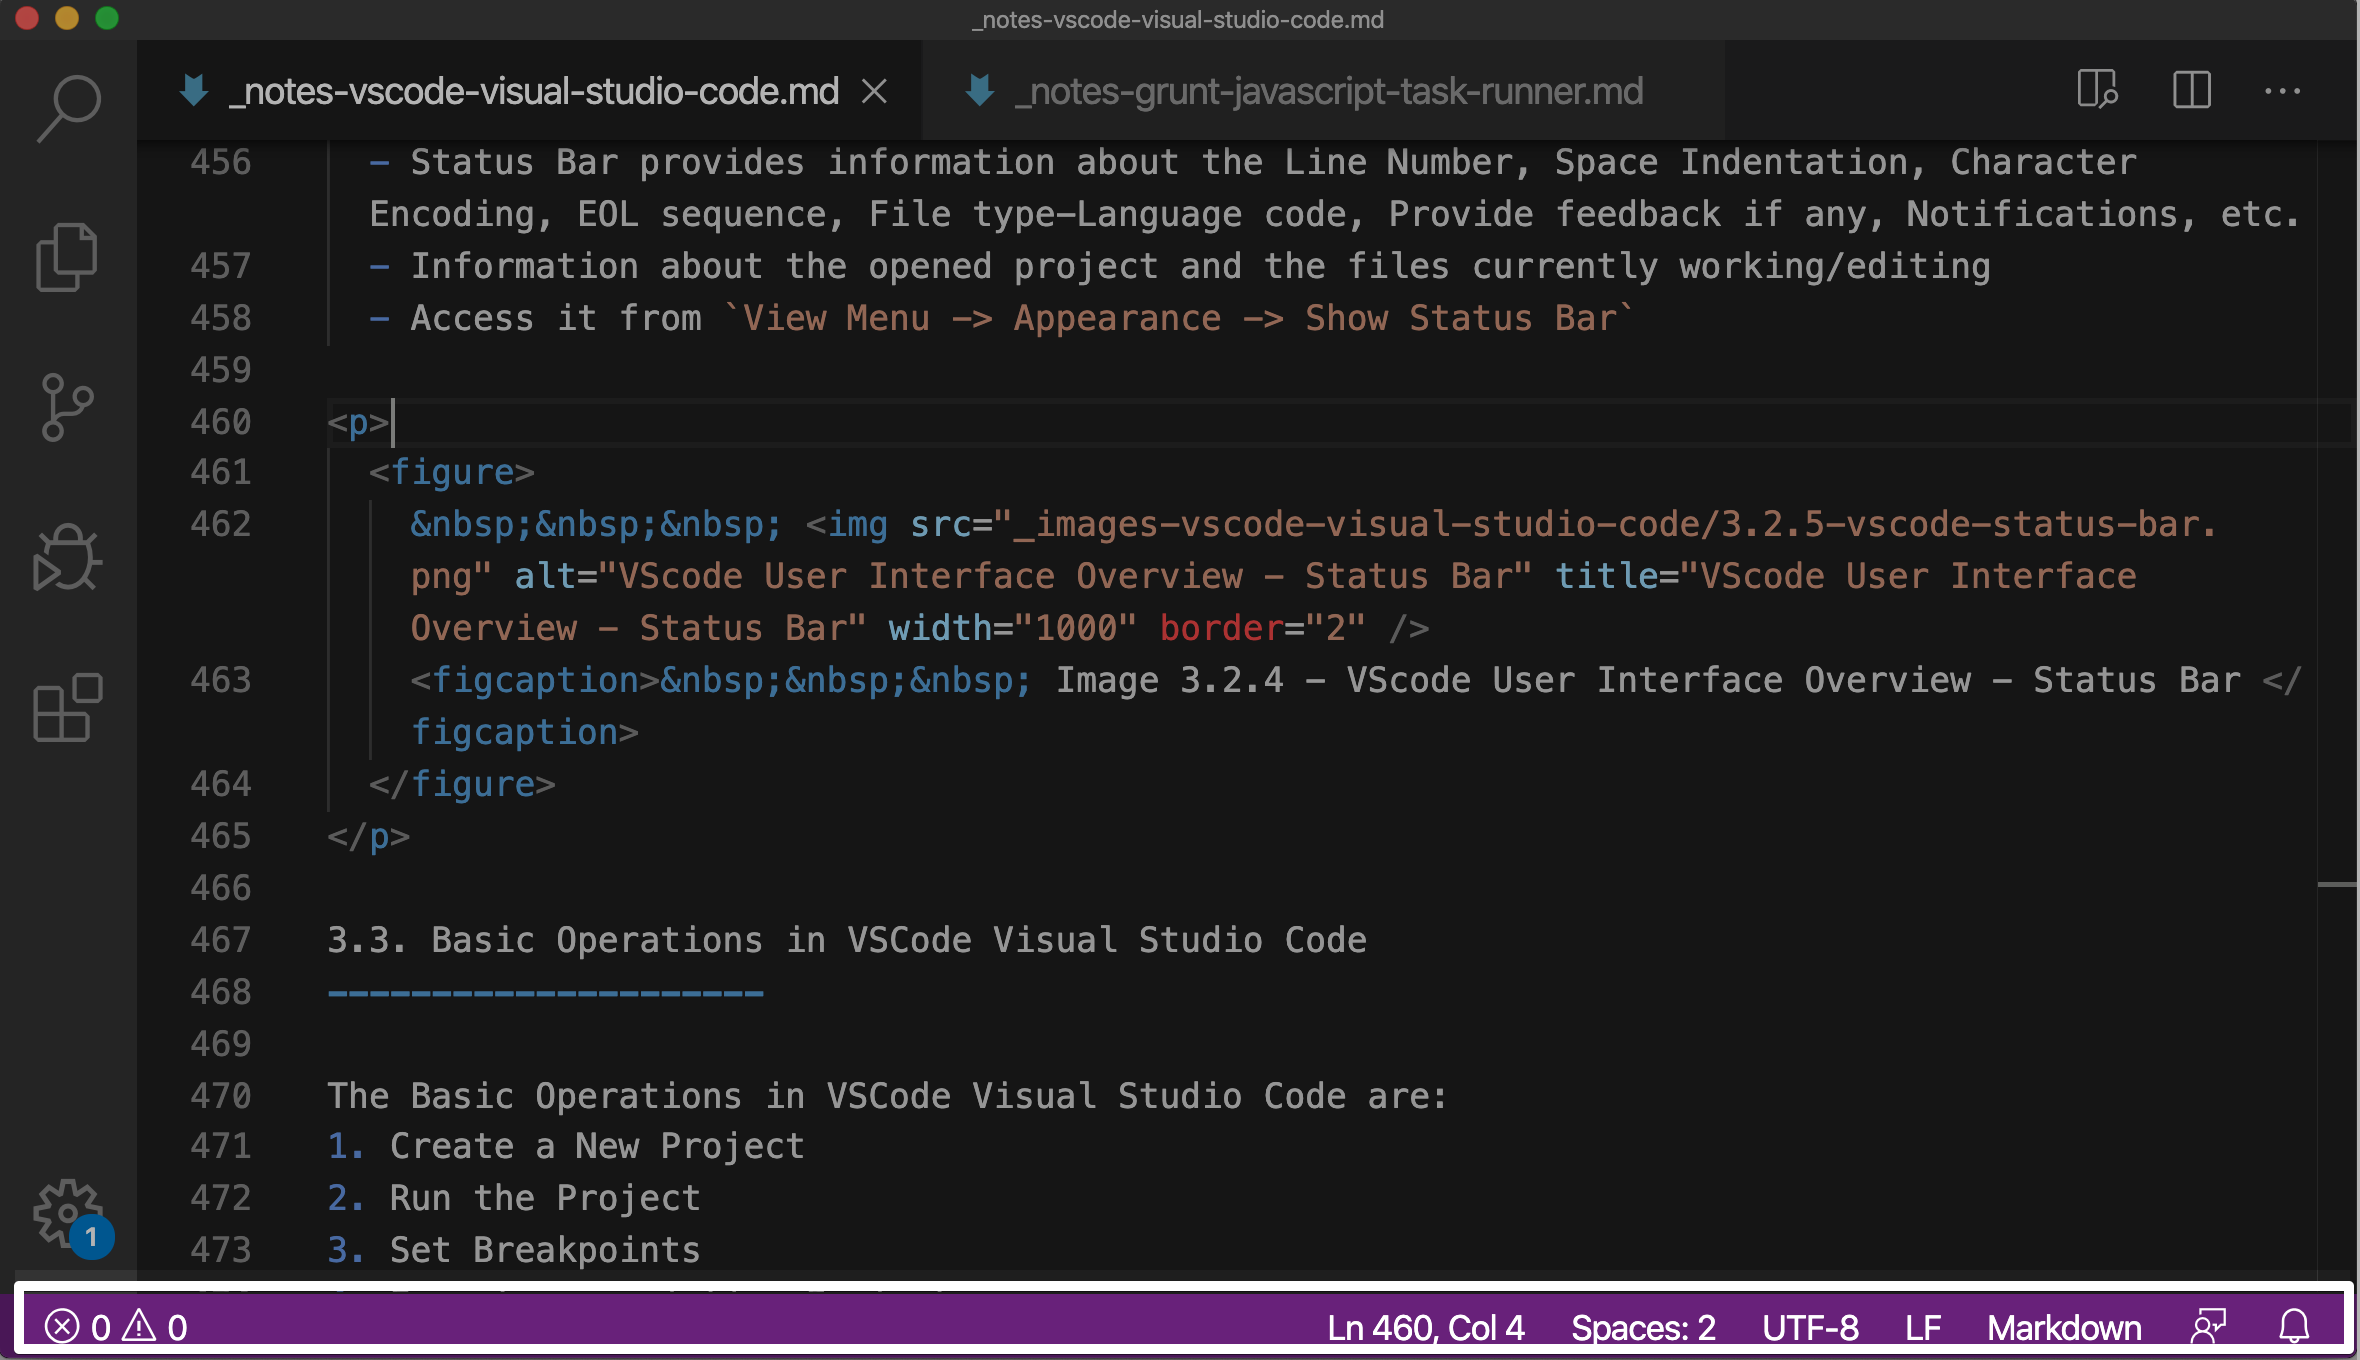 _notes-vscode-visual-studio-code.md
_notes-vscode-visual-studio-code.md
_notes-grunt-javascript-task-runner.md
456 - Status Bar provides information about the Line Number, Space Indentation, Character
Encoding, EOL sequence, File type-Language code, Provide feedback if any, Notifications, etc.
457 - Information about the opened project and the files currently working/editing
458 - Access it from `View Menu -> Appearance -> Show Status Bar`
459
460 <p>
461 <figure>
462 &nbsp;&nbsp;&nbsp; <img src="_images-vscode-visual-studio-code/3.2.5-vscode-status-bar.
png" alt="VScode User Interface Overview - Status Bar" title="VScode User Interface
Overview - Status Bar" width="1000" border="2" />
463 <figcaption>&nbsp;&nbsp;&nbsp; Image 3.2.4 - VScode User Interface Overview - Status Bar </
figcaption>
464 </figure>
465 </p>
466
467 3.3. Basic Operations in VSCode Visual Studio Code
468 ---------------------
469
470 The Basic Operations in VSCode Visual Studio Code are:
471 1. Create a New Project
472 2. Run the Project
473 3. Set Breakpoints
1
0 0 Ln 460, Col 4 Spaces: 2 UTF-8 LF Markdown